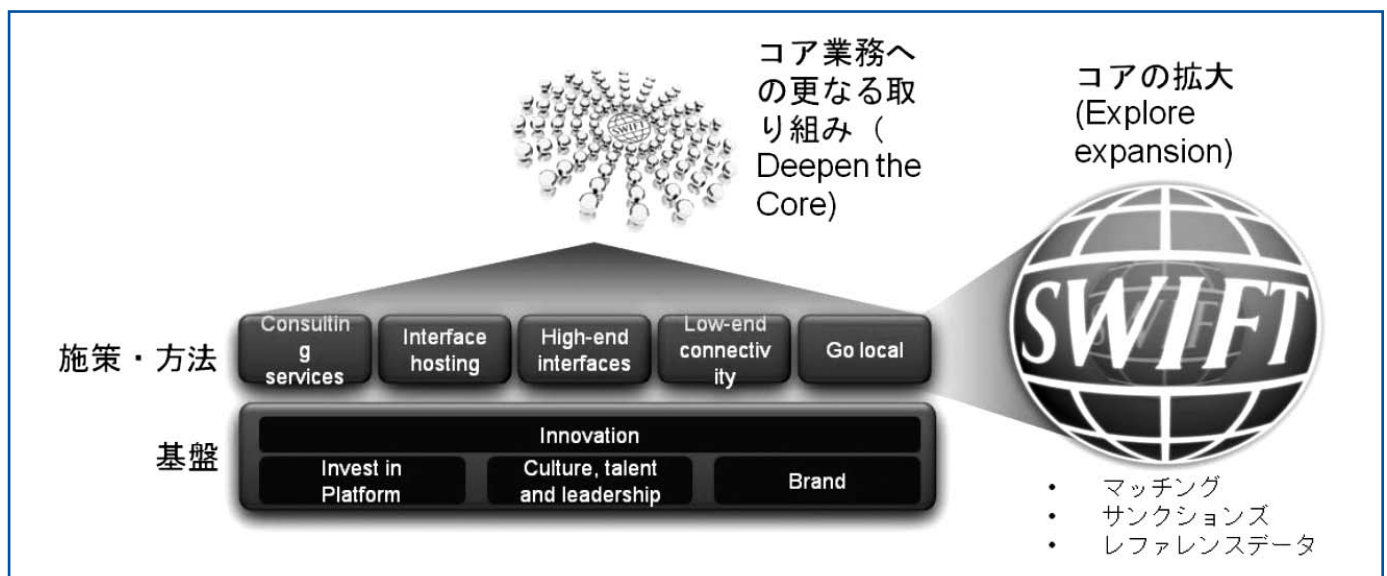 コア業務へ
の更なる取
り組み（
Deepen the
Core)
コアの拡大
(Explore
expansion)
SWIFT
SWIFT
SWIFT
施策・方法
Consultin
g
services
Interface
hosting
High-end
interfaces
Low-end
connectiv
ity
Go local
基盤
Innovation
Invest in
Platform
Culture, talent
and leadership
Brand
• マッチング
• サンクションズ
• レファレンスデータ